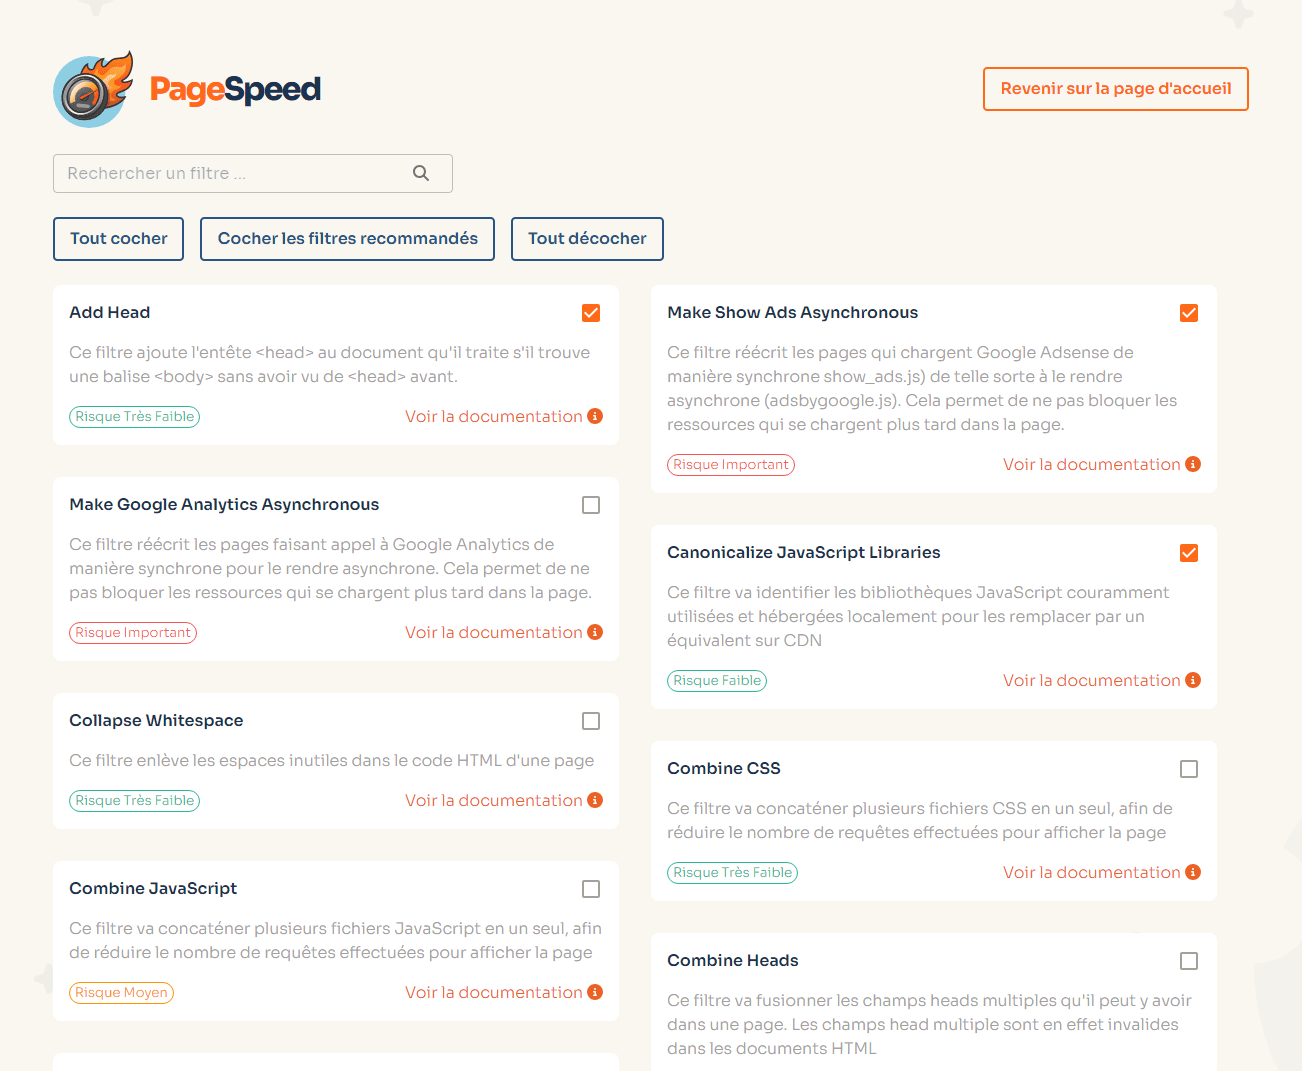 PageSpeed
Revenir sur la page d'accueil
Rechercher un filtre ...
Tout cocher
Cocher les filtres recommandés
Tout décocher
Add Head
Ce filtre ajoute l'entête <head> au document qu'il traite s'il trouve
une balise <body> sans avoir vu de <head> avant.
Risque Très Faible
Voir la documentation
Make Google Analytics Asynchronous
Ce filtre réécrit les pages faisant appel à Google Analytics de
manière synchrone pour le rendre asynchrone. Cela permet de ne
pas bloquer les ressources qui se chargent plus tard dans la page.
Risque Important
Voir la documentation
Collapse Whitespace
Ce filtre enlève les espaces inutiles dans le code HTML d'une page
Risque Très Faible
Voir la documentation
Combine JavaScript
Ce filtre va concaténer plusieurs fichiers JavaScript en un seul, afin
de réduire le nombre de requêtes effectuées pour afficher la page
Risque Moyen
Voir la documentation
Make Show Ads Asynchronous
Ce filtre réécrit les pages qui chargent Google Adsense de
manière synchrone show_ads.js) de telle sorte à le rendre
asynchrone (adsbygoogle.js). Cela permet de ne pas bloquer les
ressources qui se chargent plus tard dans la page.
Risque Important
Voir la documentation
Canonicalize JavaScript Libraries
Ce filtre va identifier les bibliothèques JavaScript couramment
utilisées et hébergées localement pour les remplacer par un
équivalent sur CDN
Risque Faible
Voir la documentation
Combine CSS
Ce filtre va concaténer plusieurs fichiers CSS en un seul, afin de
réduire le nombre de requêtes effectuées pour afficher la page
Risque Très Faible
Voir la documentation
Combine Heads
Ce filtre va fusionner les champs heads multiples qu'il peut y avoir
dans une page. Les champs head multiple sont en effet invalides
dans les documents HTML